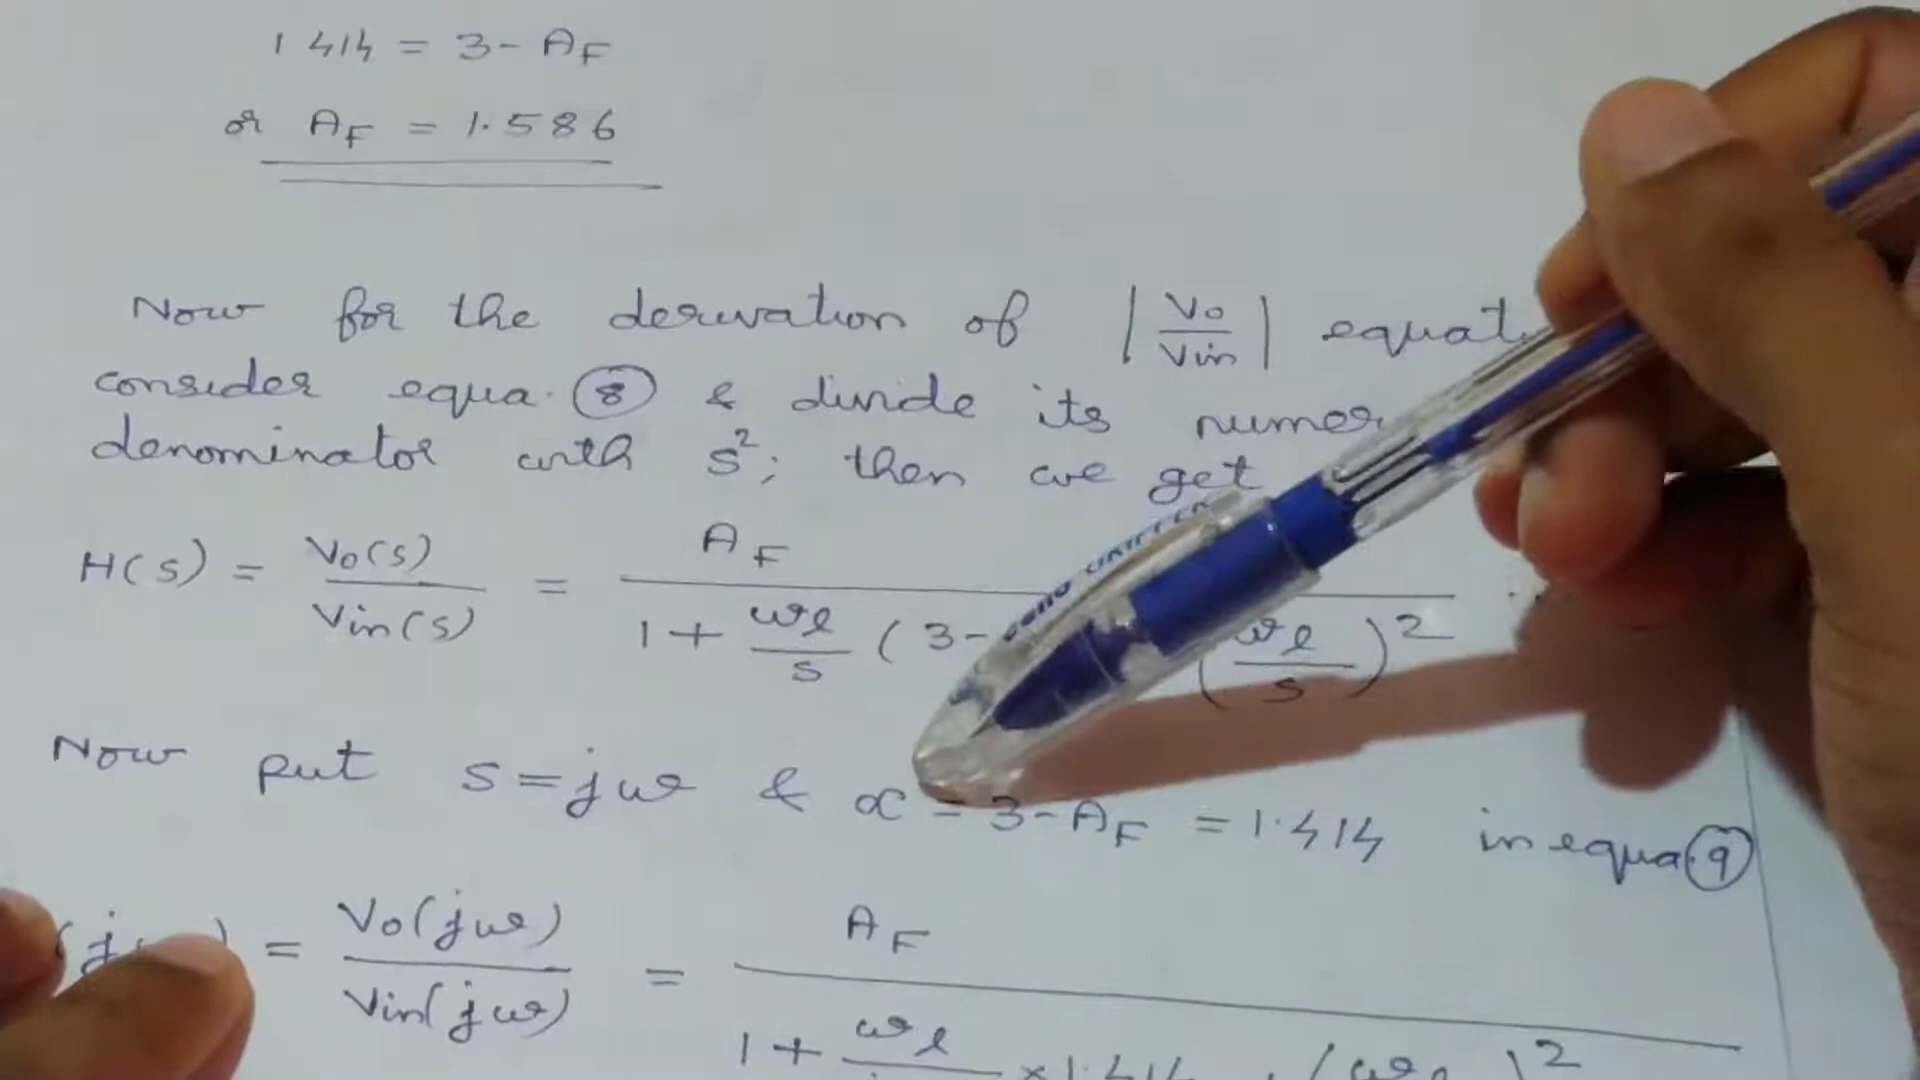 1.414 = 3 - AF
or AF = 1.586
Now for the derivation of |Vo/Vin|
consider equa. ⑧ & divide its
denominator with s²; then we get
H(s) = Vo(s)/Vin(s) = AF / 1 + ωl/s (3- (ωl/s)²
Now put s = jω & α = 3 - AF = 1.414 in equa. ⑨
= Vo(jω)/Vin(jω) = AF / 1 + ωl ×1.414